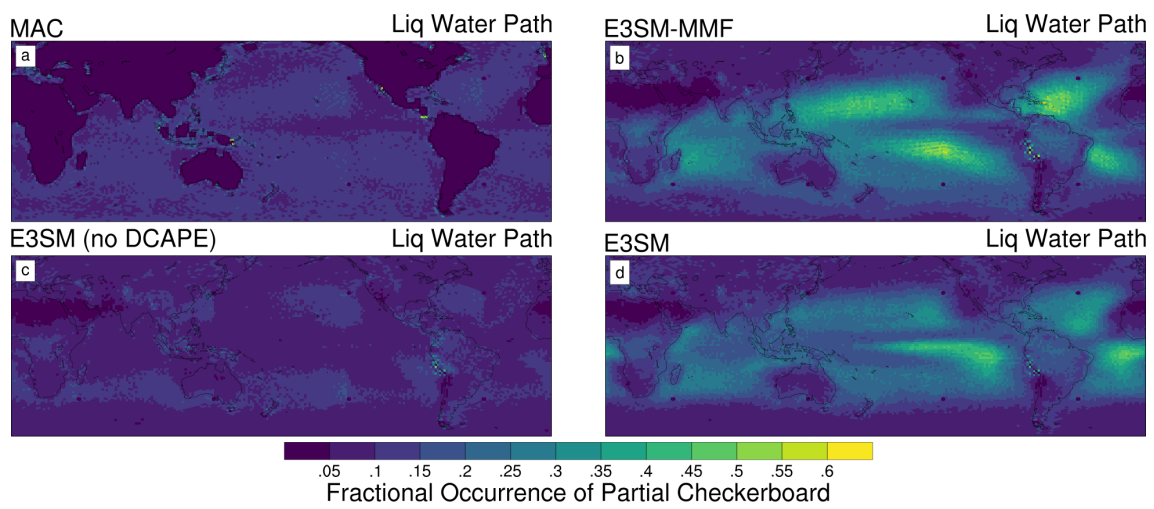 MAC Liq Water Path
a
E3SM-MMF Liq Water Path
b
E3SM (no DCAPE) Liq Water Path
c
E3SM Liq Water Path
d
.05 .1 .15 .2 .25 .3 .35 .4 .45 .5 .55 .6
Fractional Occurrence of Partial Checkerboard